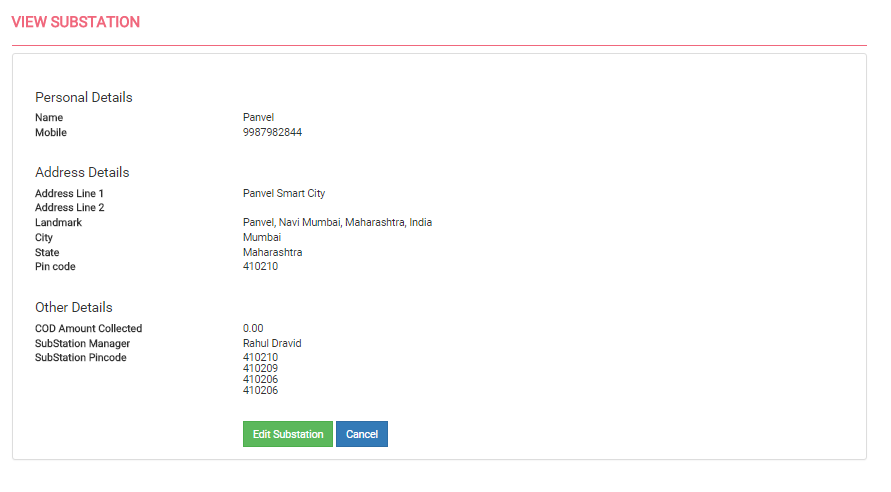 VIEW SUBSTATION
Personal Details
Name Panvel
Mobile 9987982844
Address Details
Address Line 1 Panvel Smart City
Address Line 2
Landmark Panvel, Navi Mumbai, Maharashtra, India
City Mumbai
State Maharashtra
Pin code 410210
Other Details
COD Amount Collected 0.00
SubStation Manager Rahul Dravid
SubStation Pincode 410210
410209
410206
410206
Edit Substation Cancel